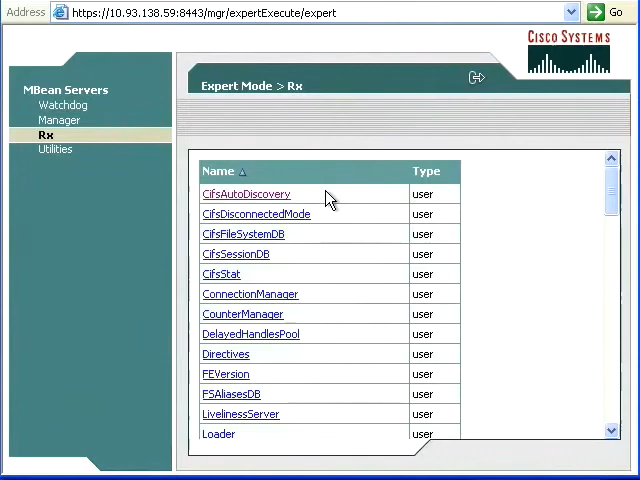 Address https://10.93.138.59:8443/mgr/expertExecute/expert Go
CISCO SYSTEMS
MBean Servers
Watchdog
Manager
Rx
Utilities
Expert Mode > Rx
Name Type
CifsAutoDiscovery user
CifsDisconnectedMode user
CifsFileSystemDB user
CifsSessionDB user
CifsStat user
ConnectionManager user
CounterManager user
DelayedHandlesPool user
Directives user
FEVersion user
FSAliasesDB user
LivelinessServer user
Loader user